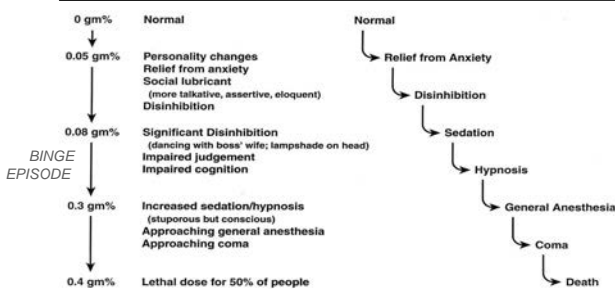 0 gm% Normal
0.05 gm% Personality changes
Relief from anxiety
Social lubricant
(more talkative, assertive, eloquent)
Disinhibition
0.08 gm% Significant Disinhibition
(dancing with boss' wife; lampshade on head)
BINGE
EPISODE
Impaired judgement
Impaired cognition
0.3 gm% Increased sedation/hypnosis
(stuporous but conscious)
Approaching general anesthesia
Approaching coma
0.4 gm% Lethal dose for 50% of people
Normal
Relief from Anxiety
Disinhibition
Sedation
Hypnosis
General Anesthesia
Coma
Death